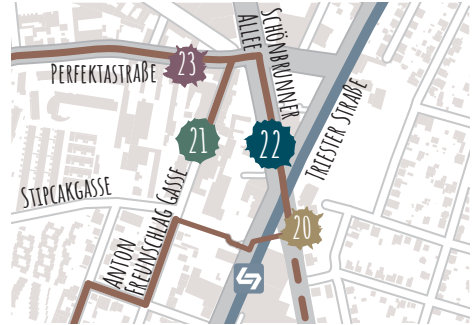 SCHÖNBRUNNER
ALLEE
23
PERFEKTASTRAßE
21
22
TRIESTER STRAßE
STIPCAKGASSE
ANTON
FREUNSCHLAG GASSE
20